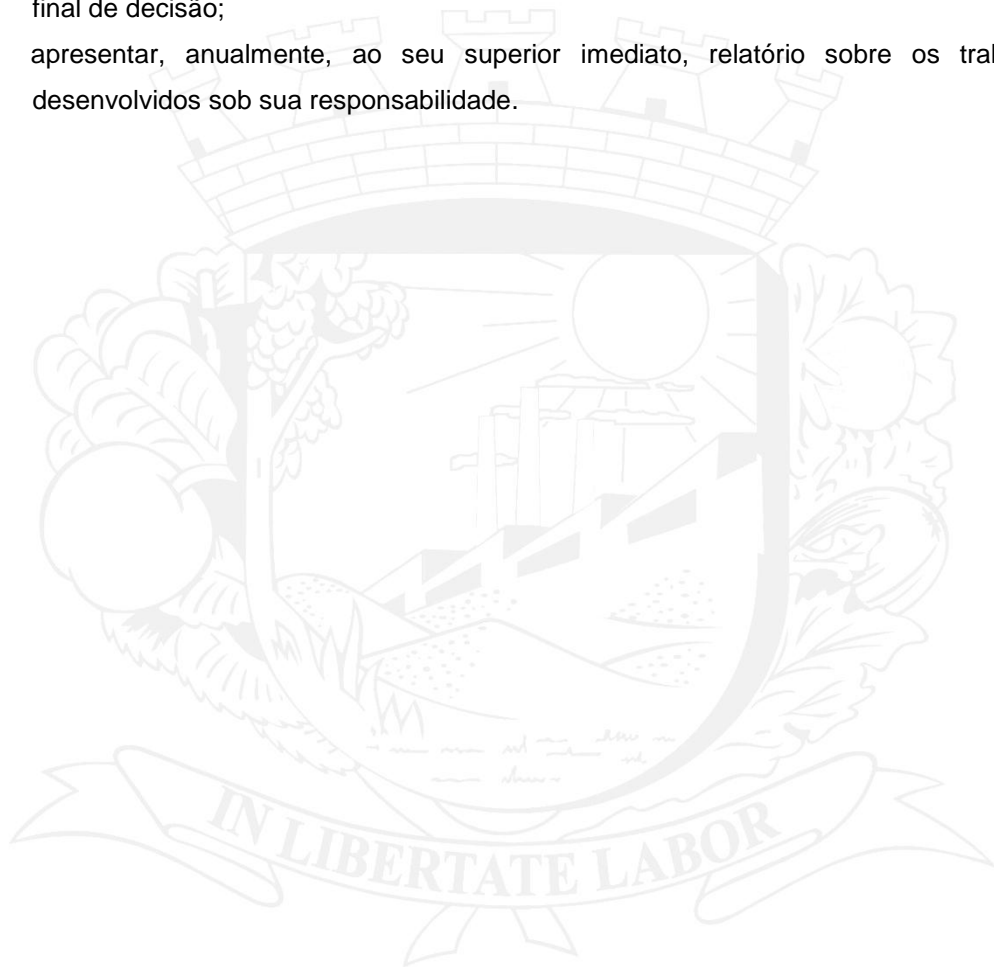 final de decisão;
apresentar, anualmente, ao seu superior imediato, relatório sobre os
desenvolvidos sob sua responsabilidade.
IN LIBERTATE LABOR